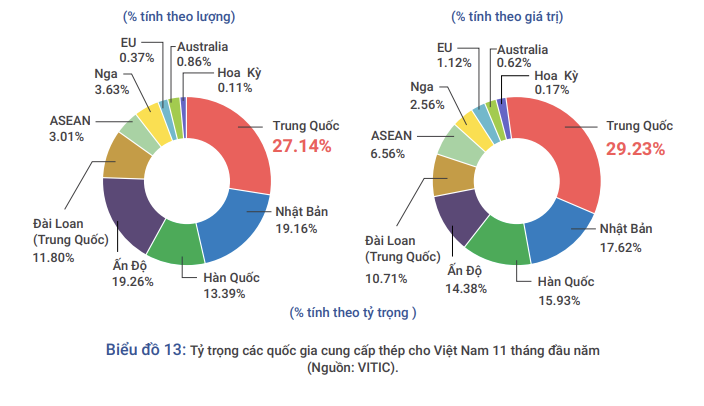 (% tính theo lượng)
EU
0.37%
Australia
0.86%
Hoa Kỳ
0.11%
Nga
3.63%
ASEAN
3.01%
Trung Quốc
27.14%
Đài Loan
(Trung Quốc)
11.80%
Ấn Độ
19.26%
Hàn Quốc
13.39%
Nhật Bản
19.16%
(% tính theo giá trị)
EU
1.12%
Australia
0.62%
Hoa Kỳ
0.17%
Nga
2.56%
ASEAN
6.56%
Trung Quốc
29.23%
Đài Loan
(Trung Quốc)
10.71%
Ấn Độ
14.38%
Hàn Quốc
15.93%
Nhật Bản
17.62%
(% tính theo tỷ trọng )
Biểu đồ 13: Tỷ trọng các quốc gia cung cấp thép cho Việt Nam 11 tháng đầu năm
(Nguồn: VITIC).